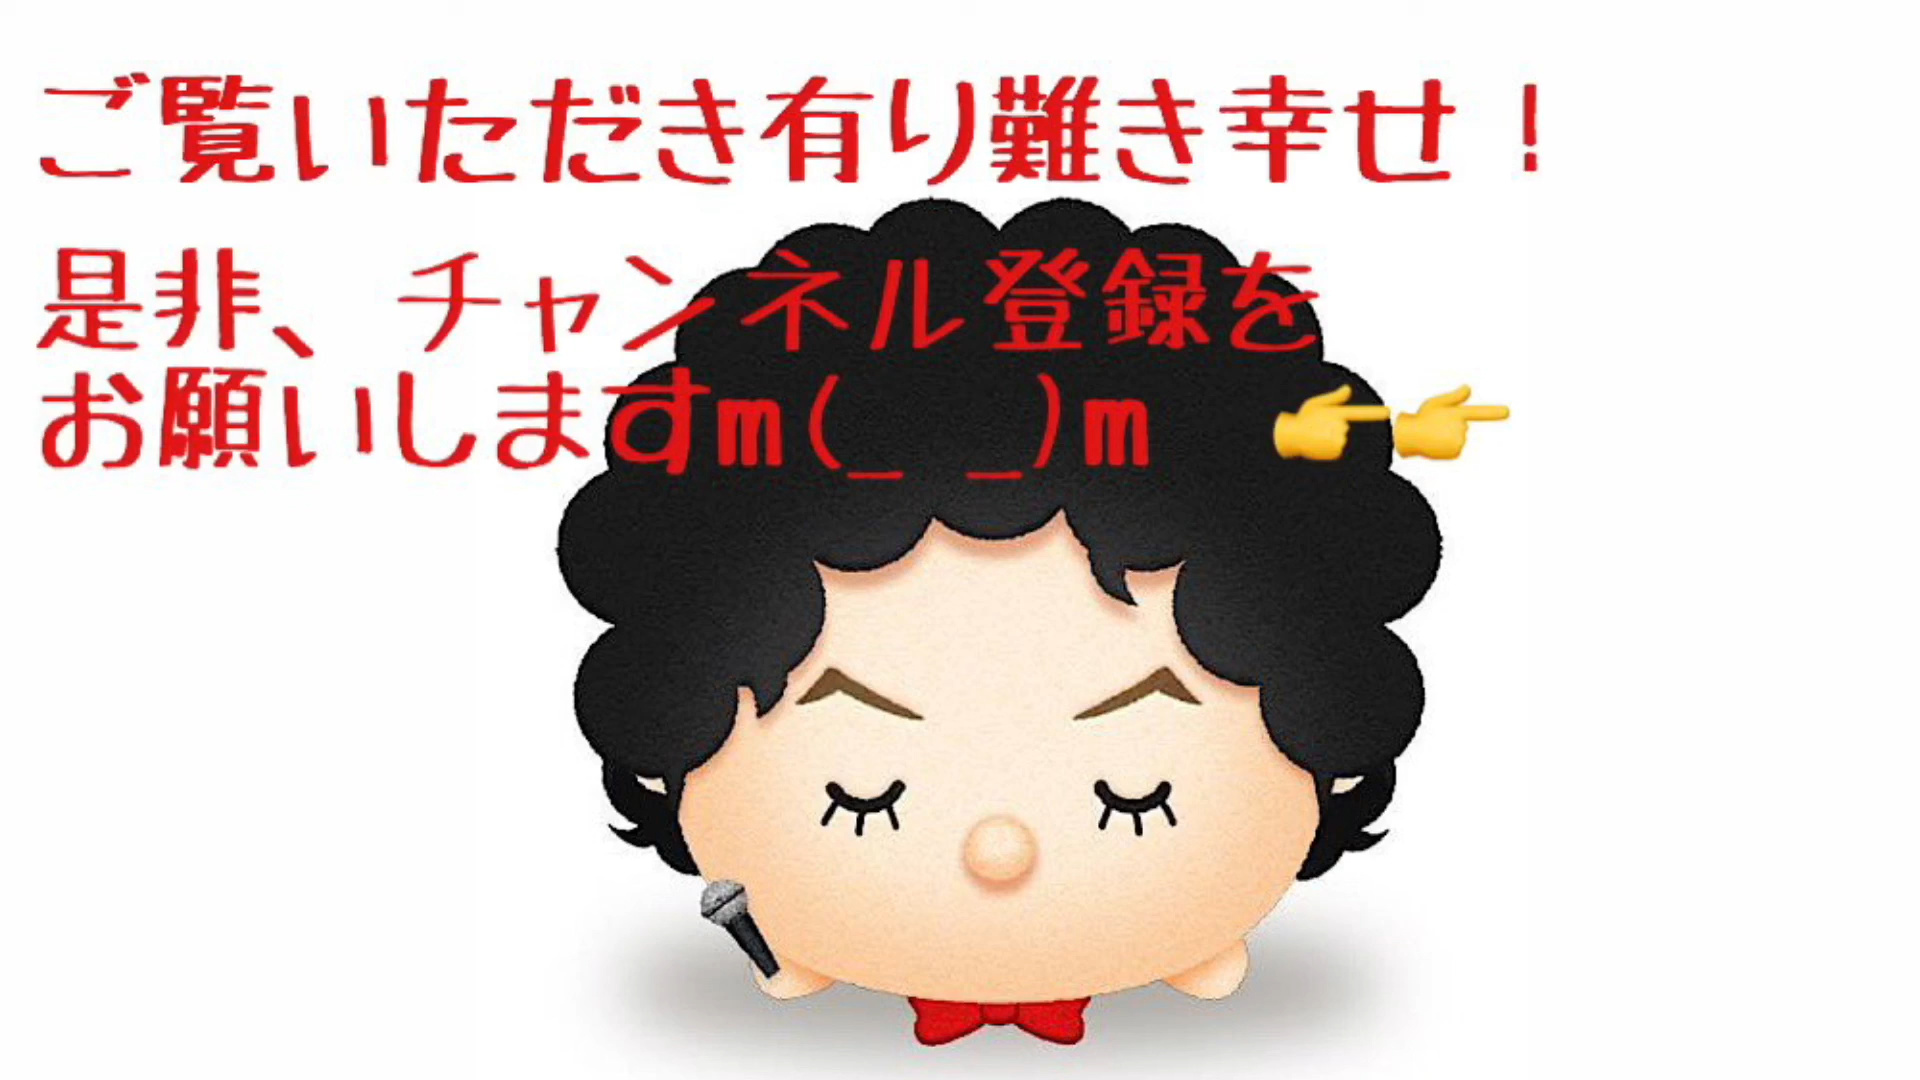 ご覧いただき有り難き幸せ！
是非、チャンネル登録を
お願いしますm(_ _)m 👉👉